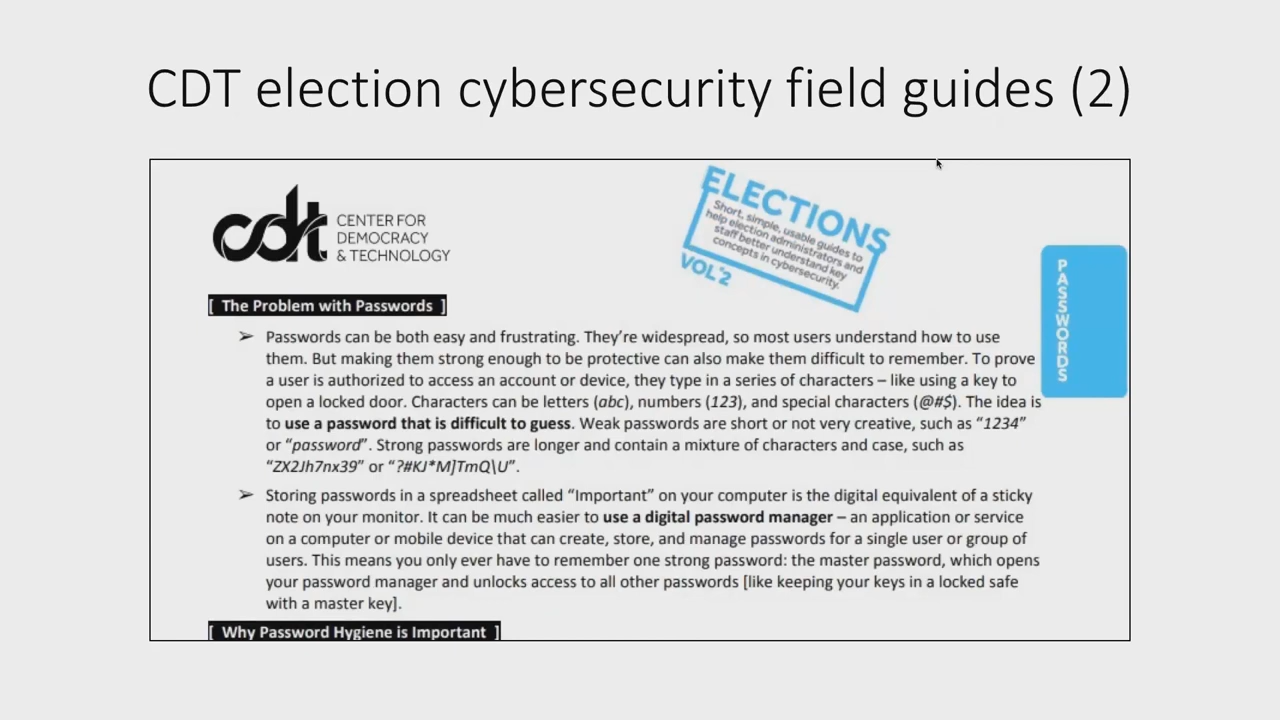 CDT election cybersecurity field guides (2)
cdt
CENTER FOR
DEMOCRACY
& TECHNOLOGY
ELECTIONS
Short, simple, usable guides to
help election administrators and
staff better understand key
concepts in cybersecurity.
VOL 2
PASSWORDS
[ The Problem with Passwords ]
➢ Passwords can be both easy and frustrating. They’re widespread, so most users understand how to use
them. But making them strong enough to be protective can also make them difficult to remember. To prove
a user is authorized to access an account or device, they type in a series of characters – like using a key to
open a locked door. Characters can be letters (abc), numbers (123), and special characters (@#$). The idea is
to use a password that is difficult to guess. Weak passwords are short or not very creative, such as “1234”
or “password”. Strong passwords are longer and contain a mixture of characters and case, such as
“ZX2Jh7nx39” or “?#KJ*M]TmQ\U”.
➢ Storing passwords in a spreadsheet called “Important” on your computer is the digital equivalent of a sticky
note on your monitor. It can be much easier to use a digital password manager – an application or service
on a computer or mobile device that can create, store, and manage passwords for a single user or group of
users. This means you only ever have to remember one strong password: the master password, which opens
your password manager and unlocks access to all other passwords [like keeping your keys in a locked safe
with a master key].
[ Why Password Hygiene is Important ]